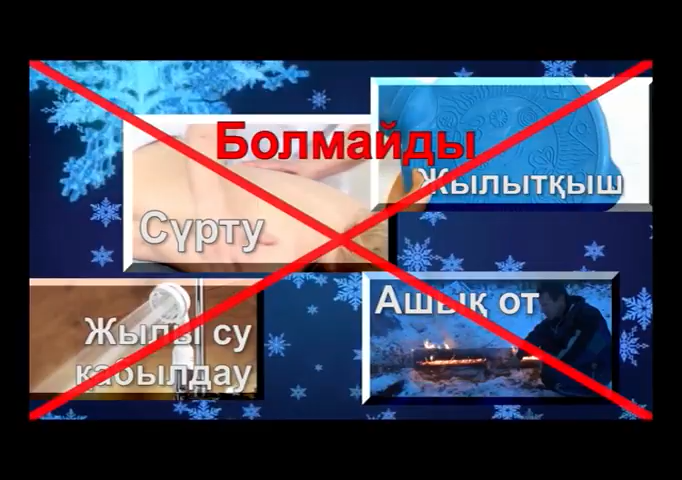 Болмайды
Жылытқыш
Сүрту
Ашық от
Жылы су
қабылдау